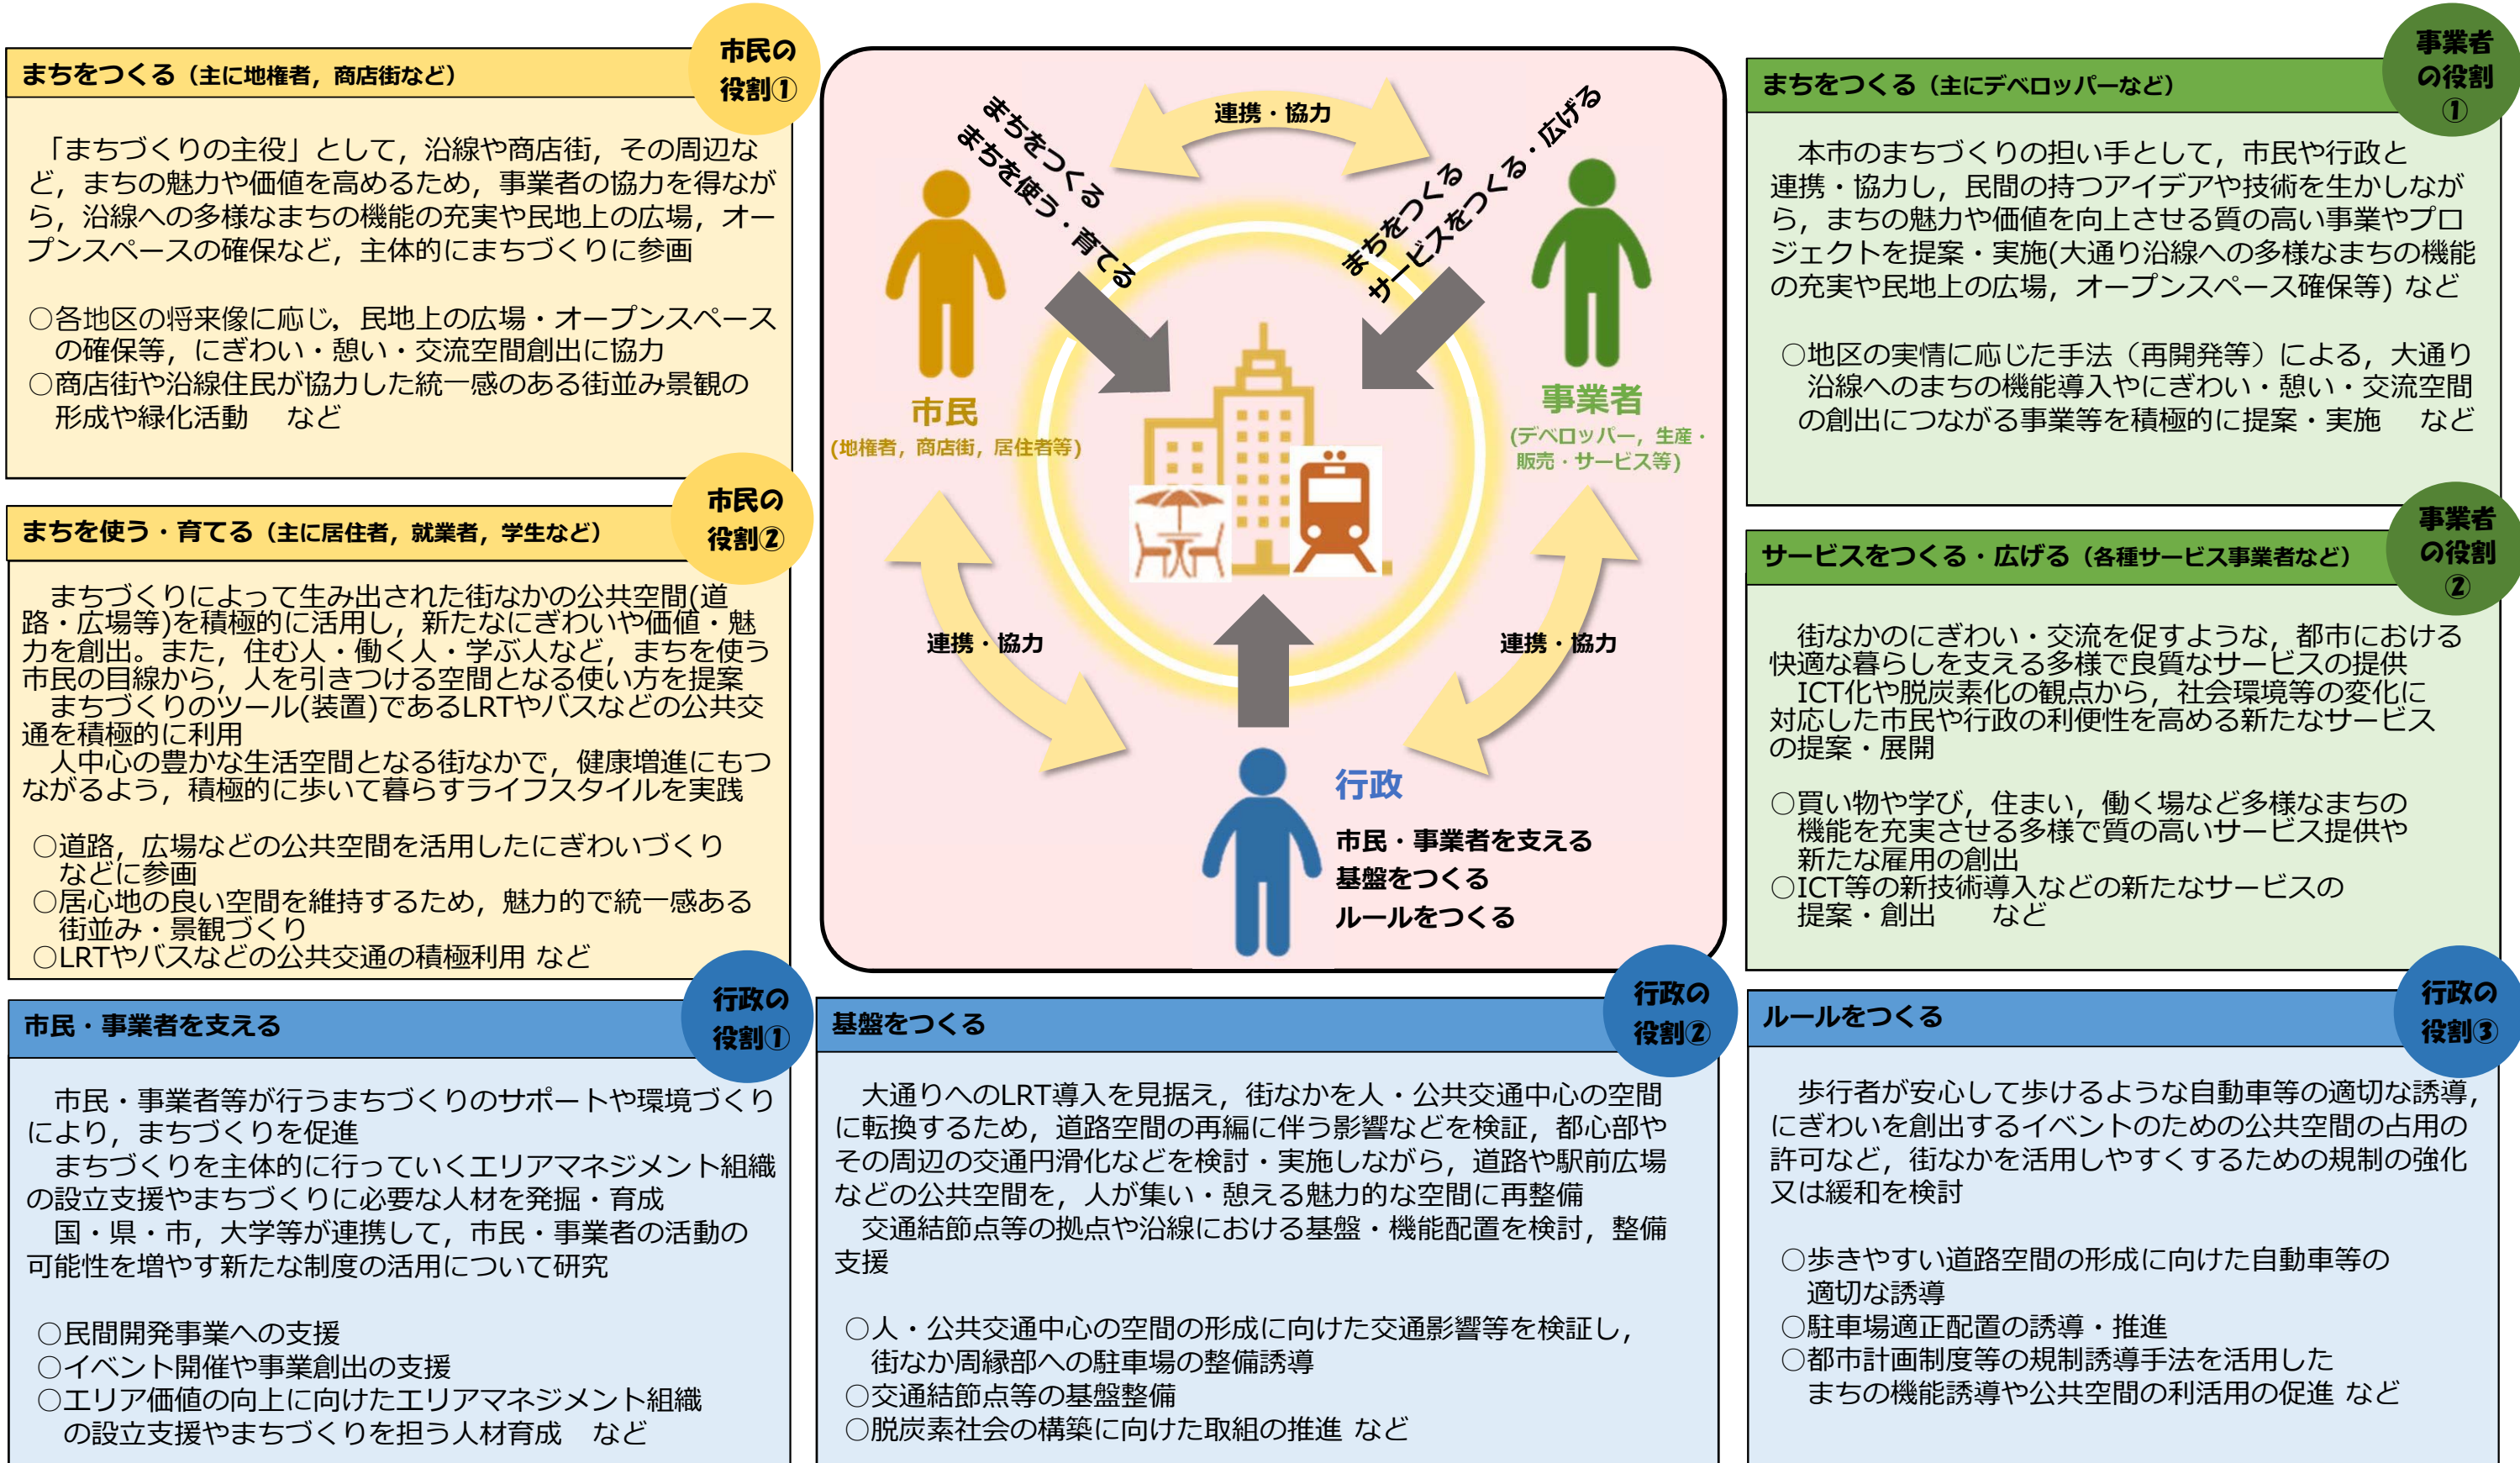 市民の
役割①
まちをつくる（主に地権者，商店街など）
「まちづくりの主役」として，沿線や商店街，その周辺な
ど，まちの魅力や価値を高めるため，事業者の協力を得なが
ら，沿線への多様なまちの機能の充実や民地上の広場，オー
プンスペースの確保など，主体的にまちづくりに参画
○各地区の将来像に応じ，民地上の広場・オープンスペース
の確保等，にぎわい・憩い・交流空間創出に協力
○商店街や沿線住民が協力した統一感のある街並み景観の
形成や緑化活動　など
市民の
役割②
まちを使う・育てる（主に居住者，就業者，学生など）
まちづくりによって生み出された街なかの公共空間(道
路・広場等)を積極的に活用し，新たなにぎわいや価値・魅
力を創出。また，住む人・働く人・学ぶ人など，まちを使う
市民の目線から，人を引きつける空間となる使い方を提案
まちづくりのツール(装置)であるLRTやバスなどの公共交
通を積極的に利用
人中心の豊かな生活空間となる街なかで，健康増進にもつ
ながるよう，積極的に歩いて暮らすライフスタイルを実践
○道路，広場などの公共空間を活用したにぎわいづくり
などに参画
○居心地の良い空間を維持するため，魅力的で統一感ある
街並み・景観づくり
○LRTやバスなどの公共交通の積極利用 など
連携・協力
まちをつくる
まちを使う・育てる
まちをつくる
サービスをつくる・広げる
市民
(地権者，商店街，居住者等)
事業者
(デベロッパー，生産・
販売・サービス等)
連携・協力
連携・協力
行政
市民・事業者を支える
基盤をつくる
ルールをつくる
事業者
の役割
①
まちをつくる（主にデベロッパーなど）
本市のまちづくりの担い手として，市民や行政と
連携・協力し，民間の持つアイデアや技術を生かしなが
ら，まちの魅力や価値を向上させる質の高い事業やプロ
ジェクトを提案・実施(大通り沿線への多様なまちの機能
の充実や民地上の広場，オープンスペース確保等) など
○地区の実情に応じた手法（再開発等）による，大通り
沿線へのまちの機能導入やにぎわい・憩い・交流空間
の創出につながる事業等を積極的に提案・実施　など
事業者
の役割
②
サービスをつくる・広げる（各種サービス事業者など）
街なかのにぎわい・交流を促すような，都市における
快適な暮らしを支える多様で良質なサービスの提供
ICT化や脱炭素化の観点から，社会環境等の変化に
対応した市民や行政の利便性を高める新たなサービス
の提案・展開
○買い物や学び，住まい，働く場など多様なまちの
機能を充実させる多様で質の高いサービス提供や
新たな雇用の創出
○ICT等の新技術導入などの新たなサービスの
提案・創出　　など
行政の
役割①
市民・事業者を支える
市民・事業者等が行うまちづくりのサポートや環境づくり
により，まちづくりを促進
まちづくりを主体的に行っていくエリアマネジメント組織
の設立支援やまちづくりに必要な人材を発掘・育成
国・県・市，大学等が連携して，市民・事業者の活動の
可能性を増やす新たな制度の活用について研究
○民間開発事業への支援
○イベント開催や事業創出の支援
○エリア価値の向上に向けたエリアマネジメント組織
の設立支援やまちづくりを担う人材育成　など
行政の
役割②
基盤をつくる
大通りへのLRT導入を見据え，街なかを人・公共交通中心の空間
に転換するため，道路空間の再編に伴う影響などを検証，都心部や
その周辺の交通円滑化などを検討・実施しながら，道路や駅前広場
などの公共空間を，人が集い・憩える魅力的な空間に再整備
交通結節点等の拠点や沿線における基盤・機能配置を検討，整備
支援
○人・公共交通中心の空間の形成に向けた交通影響等を検証し，
街なか周縁部への駐車場の整備誘導
○交通結節点等の基盤整備
○脱炭素社会の構築に向けた取組の推進 など
行政の
役割③
ルールをつくる
歩行者が安心して歩けるような自動車等の適切な誘導，
にぎわいを創出するイベントのための公共空間の占用の
許可など，街なかを活用しやすくするための規制の強化
又は緩和を検討
○歩きやすい道路空間の形成に向けた自動車等の
適切な誘導
○駐車場適正配置の誘導・推進
○都市計画制度等の規制誘導手法を活用した
まちの機能誘導や公共空間の利活用の促進 など